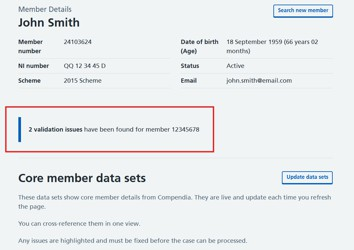 Member Details
Search new member
John Smith
Member number 24103624 Date of birth (Age) 18 September 1959 (66 years 02 months)
NI number QQ 12 34 45 D Status Active
Scheme 2015 Scheme Email john.smith@email.com
2 validation issues have been found for member 12345678
Core member data sets
Update data sets
These data sets show core member details from Compendia. They are live and update each time you refresh
the page.
You can cross-reference them in one view.
Any issues are highlighted and must be fixed before the case can be processed.